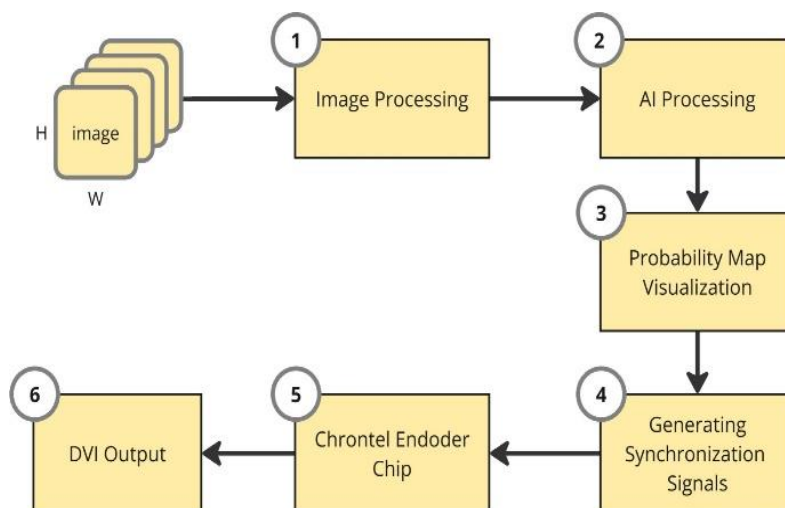 1
Image Processing
2
AI Processing
H
image
W
3
Probability Map
Visualization
6
DVI Output
5
Chrontel Endoder
Chip
4
Generating
Synchronization
Signals